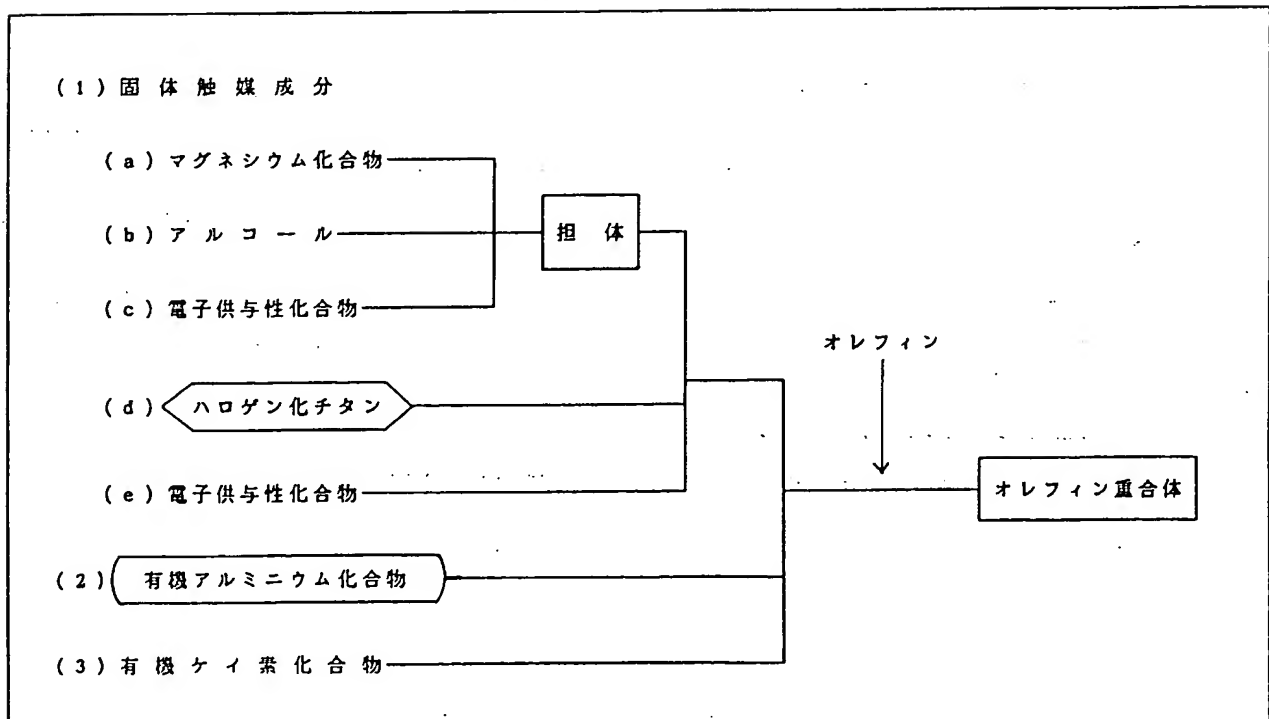 (1)固体触媒成分
(a)マグネシウム化合物
(b)アルコール
担体
(c)電子供与性化合物
オレフィン
(d)ハロゲン化チタン
(e)電子供与性化合物
オレフィン重合体
(2)有機アルミニウム化合物
(3)有機ケイ素化合物